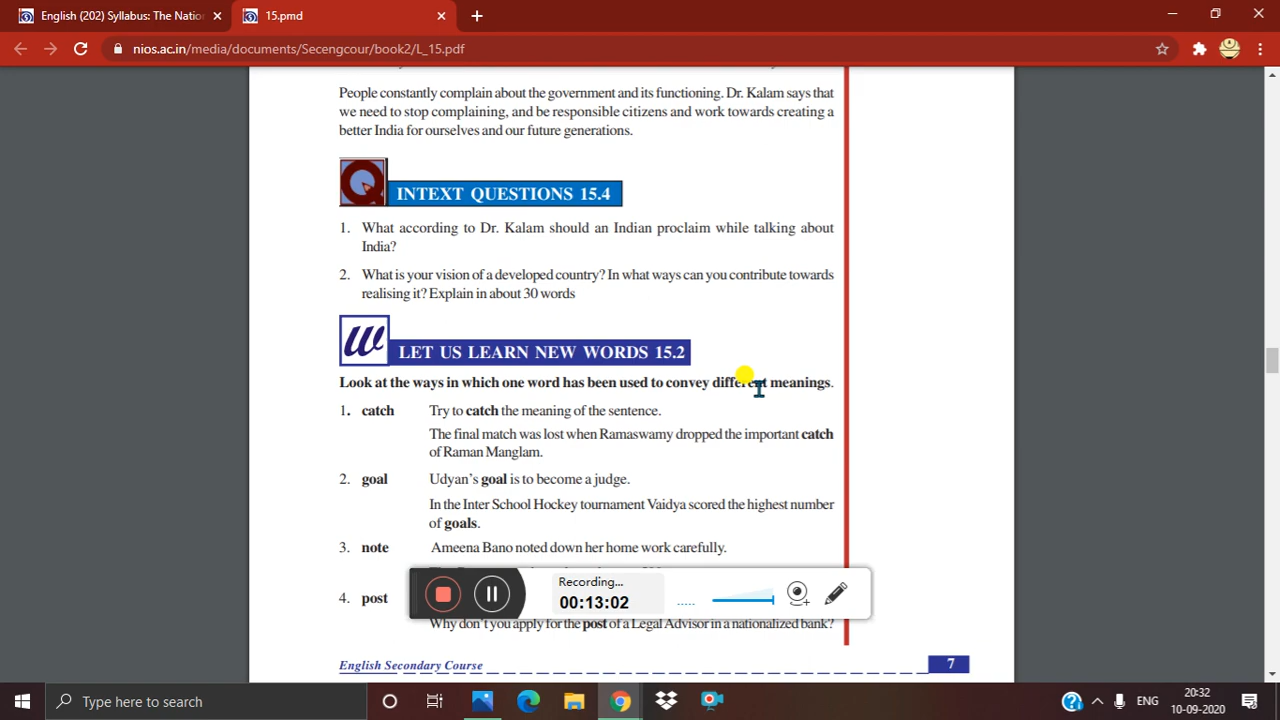 English (202) Syllabus: The Natio
15.pmd
nios.ac.in/media/documents/Secengcour/book2/L_15.pdf
People constantly complain about the government and its functioning. Dr. Kalam says that
we need to stop complaining, and be responsible citizens and work towards creating a
better India for ourselves and our future generations.
INTEXT QUESTIONS 15.4
1. What according to Dr. Kalam should an Indian proclaim while talking about
India?
2. What is your vision of a developed country? In what ways can you contribute towards
realising it? Explain in about 30 words
W
LET US LEARN NEW WORDS 15.2
Look at the ways in which one word has been used to convey different meanings.
1. catch Try to catch the meaning of the sentence.
The final match was lost when Ramaswamy dropped the important catch
of Raman Manglam.
2. goal Udyan's goal is to become a judge.
In the Inter School Hockey tournament Vaidya scored the highest number
of goals.
3. note Ameena Bano noted down her home work carefully.
4. post
Recording...
00:13:02
Why don't you apply for the post of a Legal Advisor in a nationalized bank?
English Secondary Course 7
Type here to search
ENG
20:32
10-09-2020